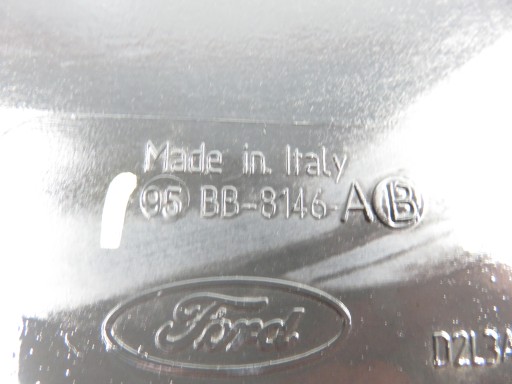 Made in Italy
95 BB-8146-A B
Ford
D2L3A